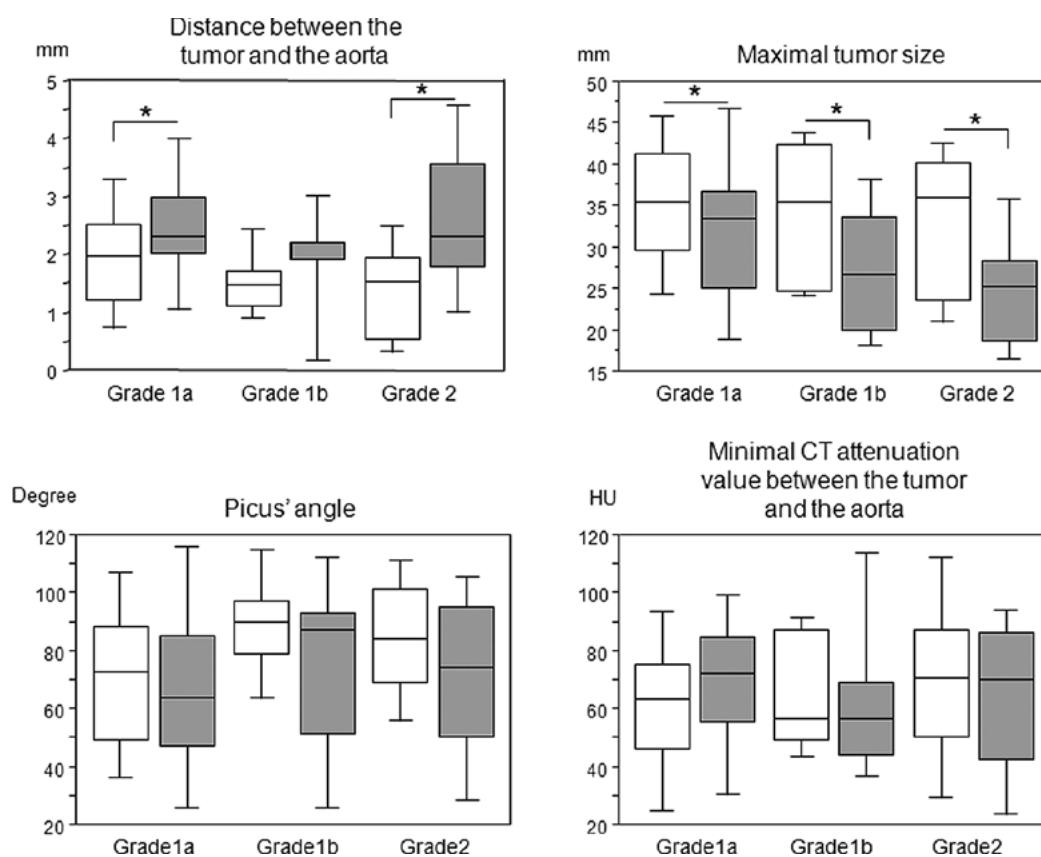 Distance between the
tumor and the aorta
mm
5
4
3
2
1
0
*
*
Grade 1a
Grade 1b
Grade 2
Maximal tumor size
mm
50
45
40
35
30
25
20
15
*
*
*
Grade 1a
Grade 1b
Grade 2
Degree
Picus’ angle
120
100
80
60
40
20
Grade1a
Grade1b
Grade2
Minimal CT attenuation
value between the tumor
and the aorta
HU
120
100
80
60
40
20
Grade1a
Grade1b
Grade2